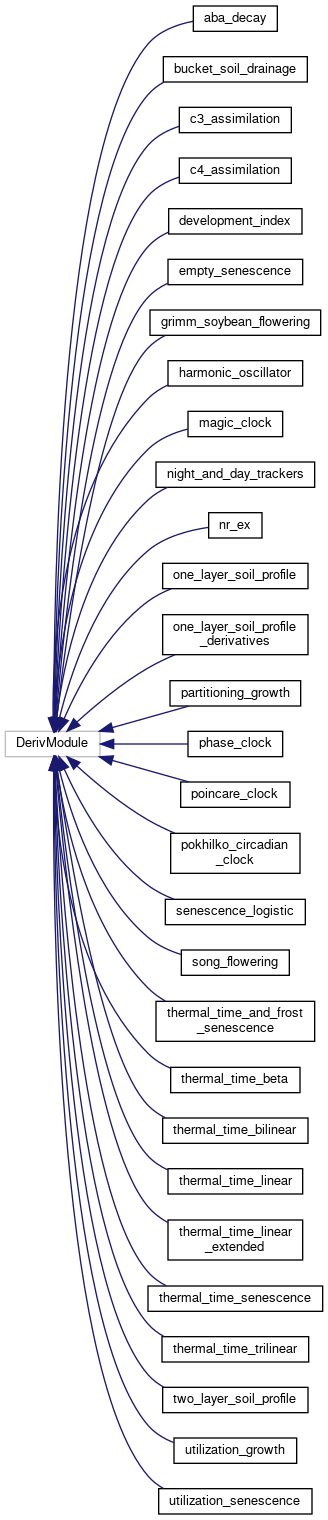 aba_decay
bucket_soil_drainage
c3_assimilation
c4_assimilation
development_index
empty_senescence
grimm_soybean_flowering
harmonic_oscillator
magic_clock
night_and_day_trackers
nr_ex
one_layer_soil_profile
one_layer_soil_profile
_derivatives
partitioning_growth
DerivModule
phase_clock
poincare_clock
pokhilko_circadian
_clock
senescence_logistic
song_flowering
thermal_time_and_frost
_senescence
thermal_time_beta
thermal_time_bilinear
thermal_time_linear
thermal_time_linear
_extended
thermal_time_senescence
thermal_time_trilinear
two_layer_soil_profile
utilization_growth
utilization_senescence